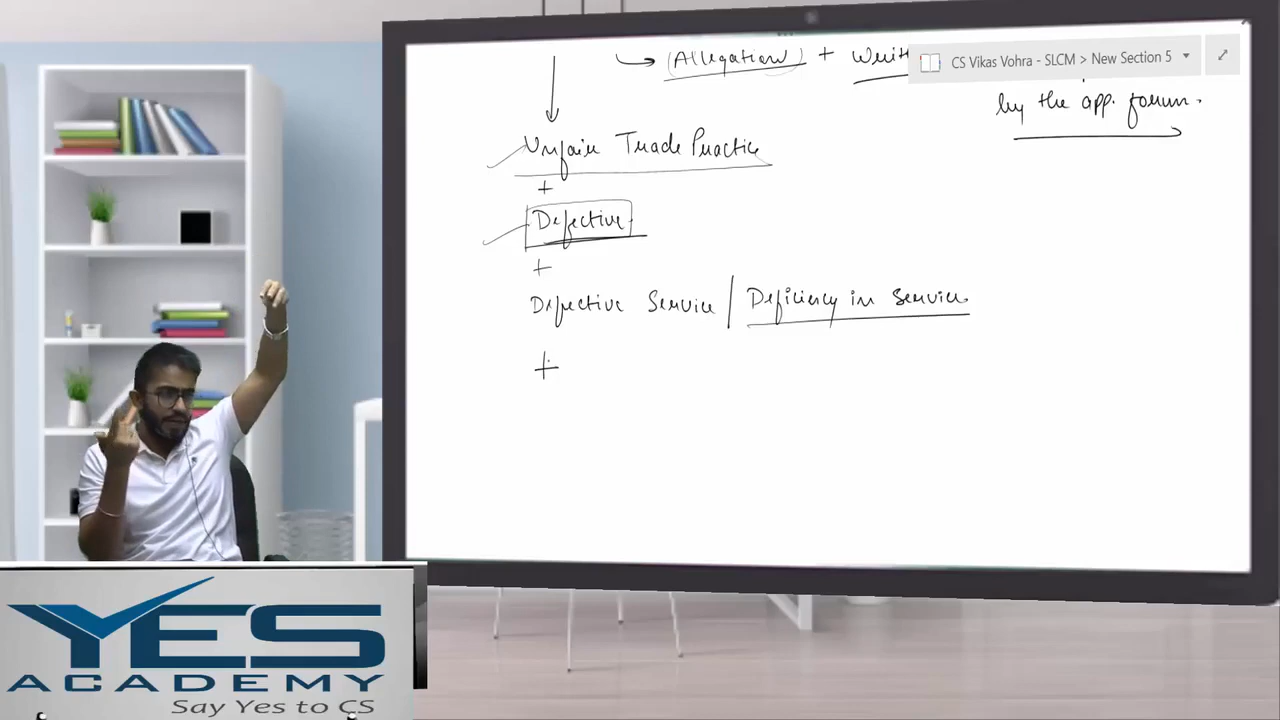 (Allegation) + Writt
CS Vikas Vohra - SLCM > New Section 5
by the app. forum.
Unfair Trade Practice
+
Defective
+
Defective Service / Deficiency in Service
+
YES
ACADEMY
Say Yes to CS